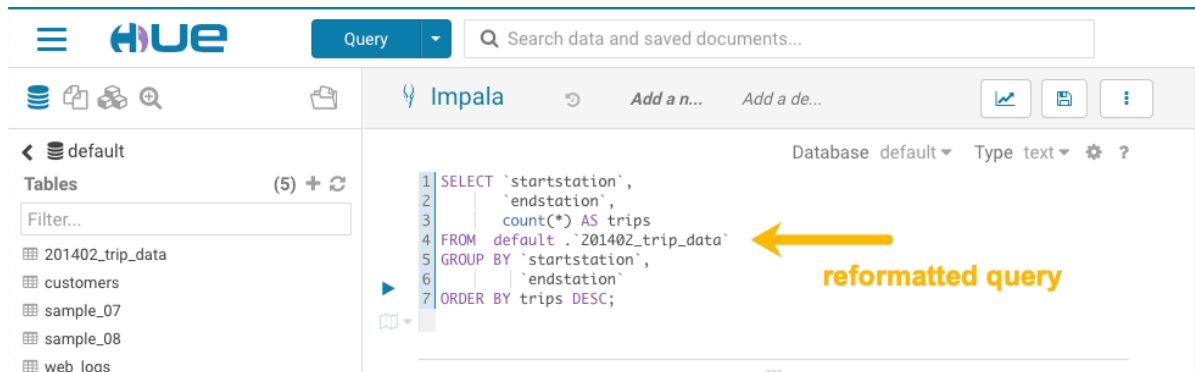 HUE
Query
Search data and saved documents...
Impala
Add a n...
Add a de...
default
Database default
Type text
?
Tables
(5)
Filter...
201402_trip_data
customers
sample_07
sample_08
web_logs
1 SELECT `startstation`,
2 `endstation`,
3 count(*) AS trips
4 FROM default .`201402_trip_data`
5 GROUP BY `startstation`,
6 `endstation`
7 ORDER BY trips DESC;
reformatted query